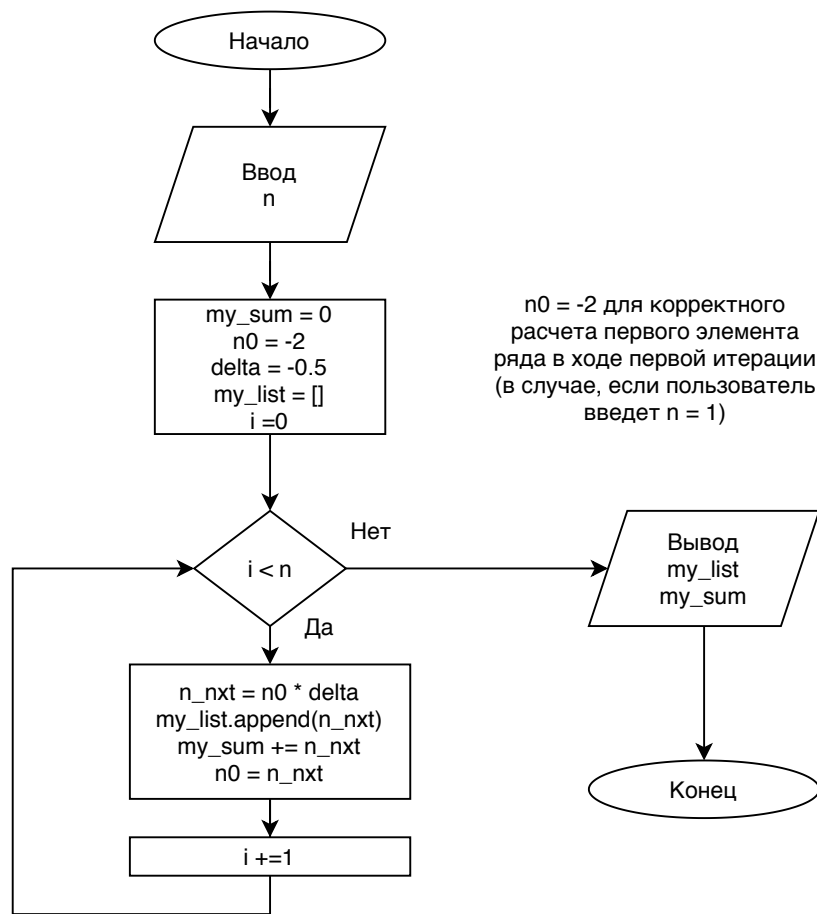 Начало
Ввод
n
my_sum = 0
n0 = -2
delta = -0.5
my_list = []
i =0
n0 = -2 для корректного
расчета первого элемента
ряда в ходе первой итерации
(в случае, если пользователь
введет n = 1)
i < n
Нет
Да
Вывод
my_list
my_sum
n_nxt = n0 * delta
my_list.append(n_nxt)
my_sum += n_nxt
n0 = n_nxt
i +=1
Конец